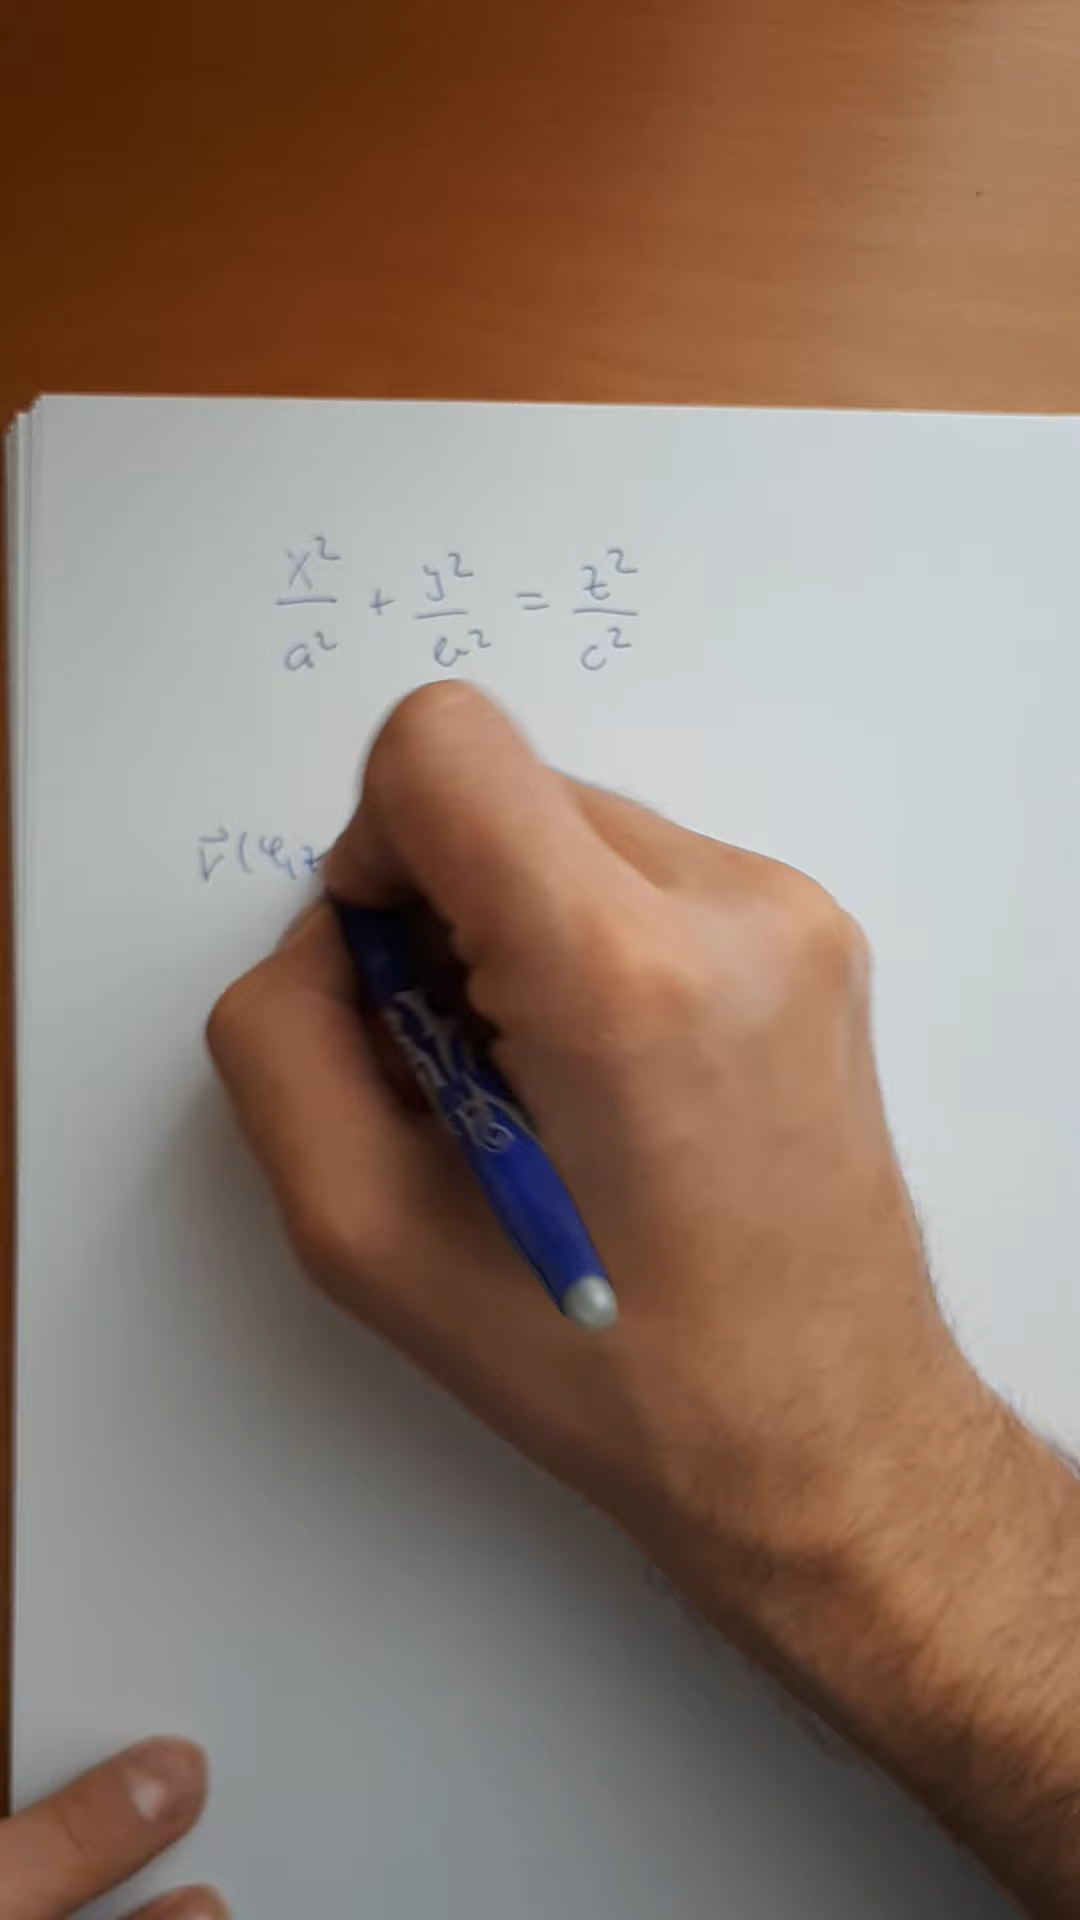 x²/a² + y²/b² = z²/c²
r⃗(φ,z